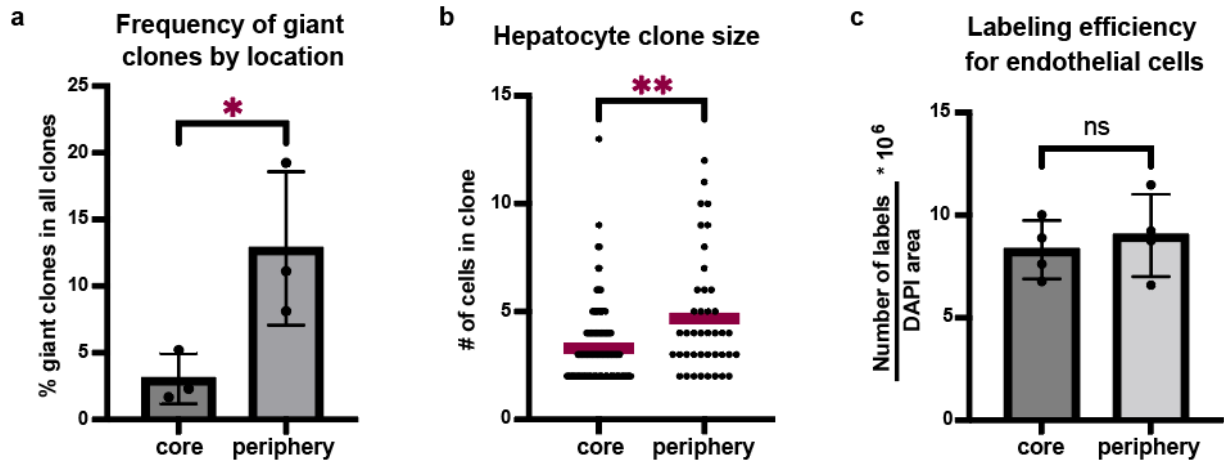 a
Frequency of giant
clones by location
% giant clones in all clones
25
20
15
10
5
0
*
core periphery
b
Hepatocyte clone size
# of cells in clone
15
10
5
0
**
core periphery
c
Labeling efficiency
for endothelial cells
Number of labels * 10^6
DAPI area
15
10
5
0
ns
core periphery